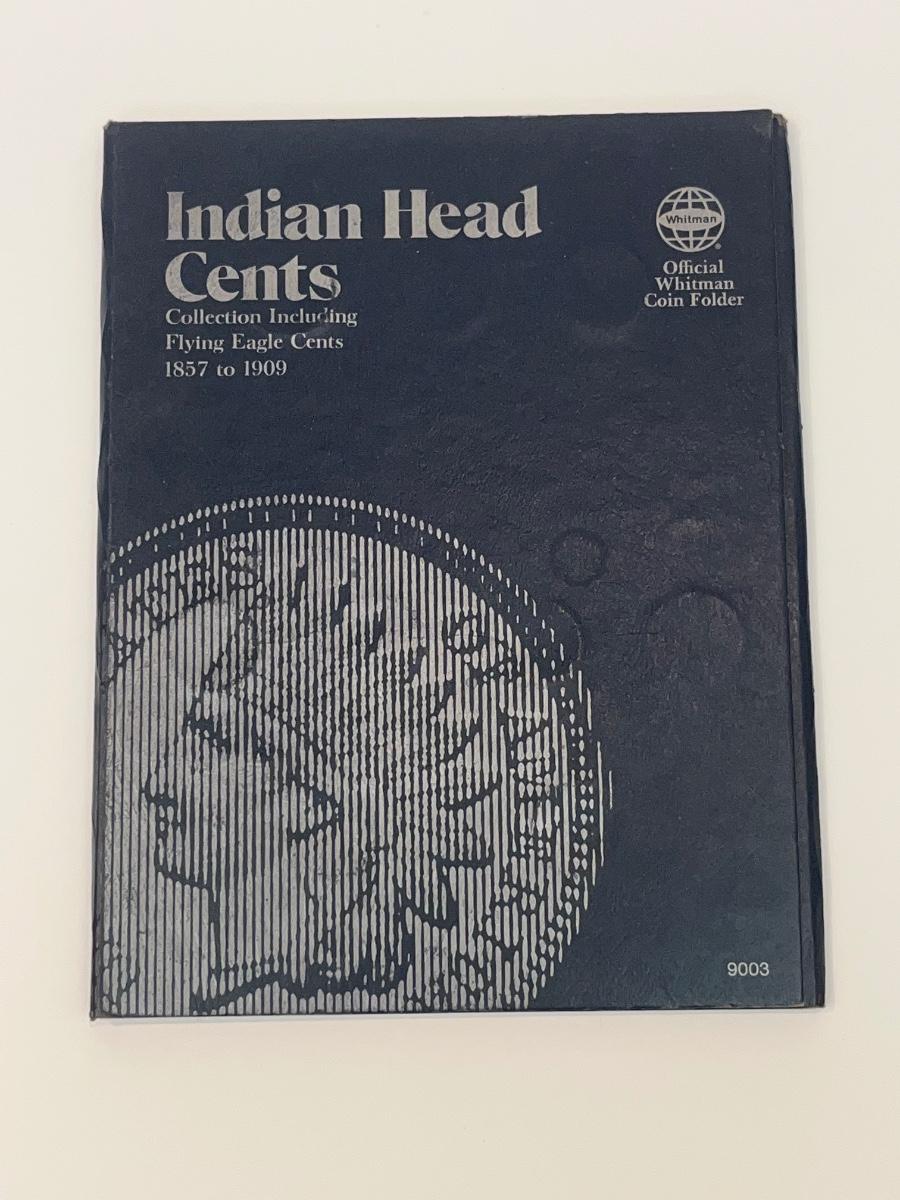 Indian Head
Cents
Collection Including
Flying Eagle Cents
1857 to 1909
Whitman
®
Official
Whitman
Coin Folder
9003